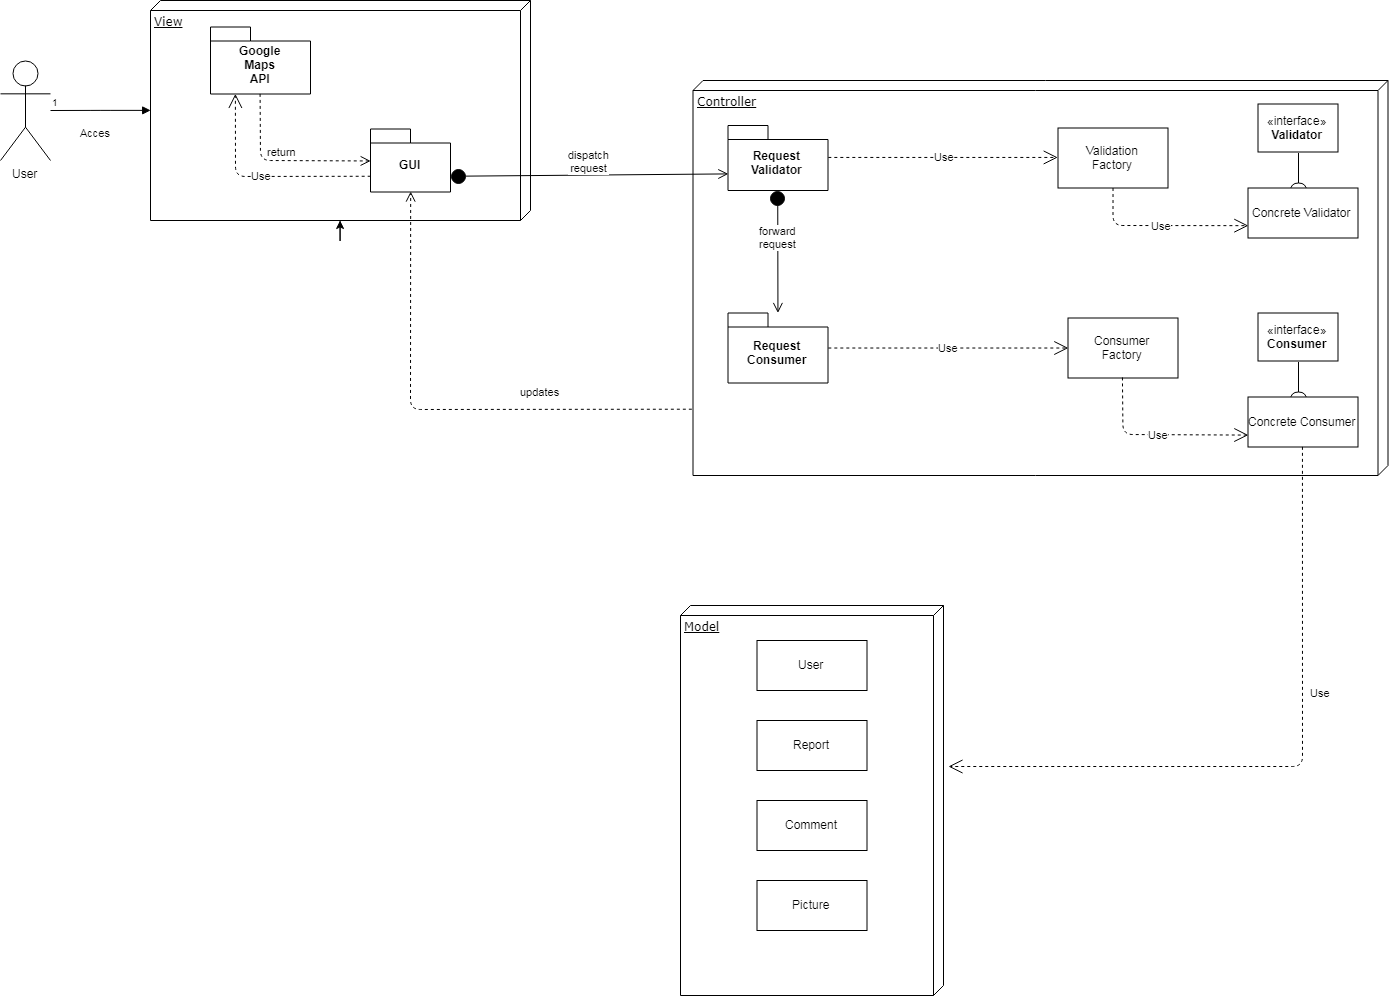 View
Google
Maps
API
1
Acces
User
return
Use
GUI
dispatch
request
updates
Controller
Request
Validator
Use
Validation
Factory
«interface»
Validator
Use
Concrete Validator
forward
request
Request
Consumer
Use
Consumer
Factory
«interface»
Consumer
Use
Concrete Consumer
Use
Model
User
Report
Comment
Picture